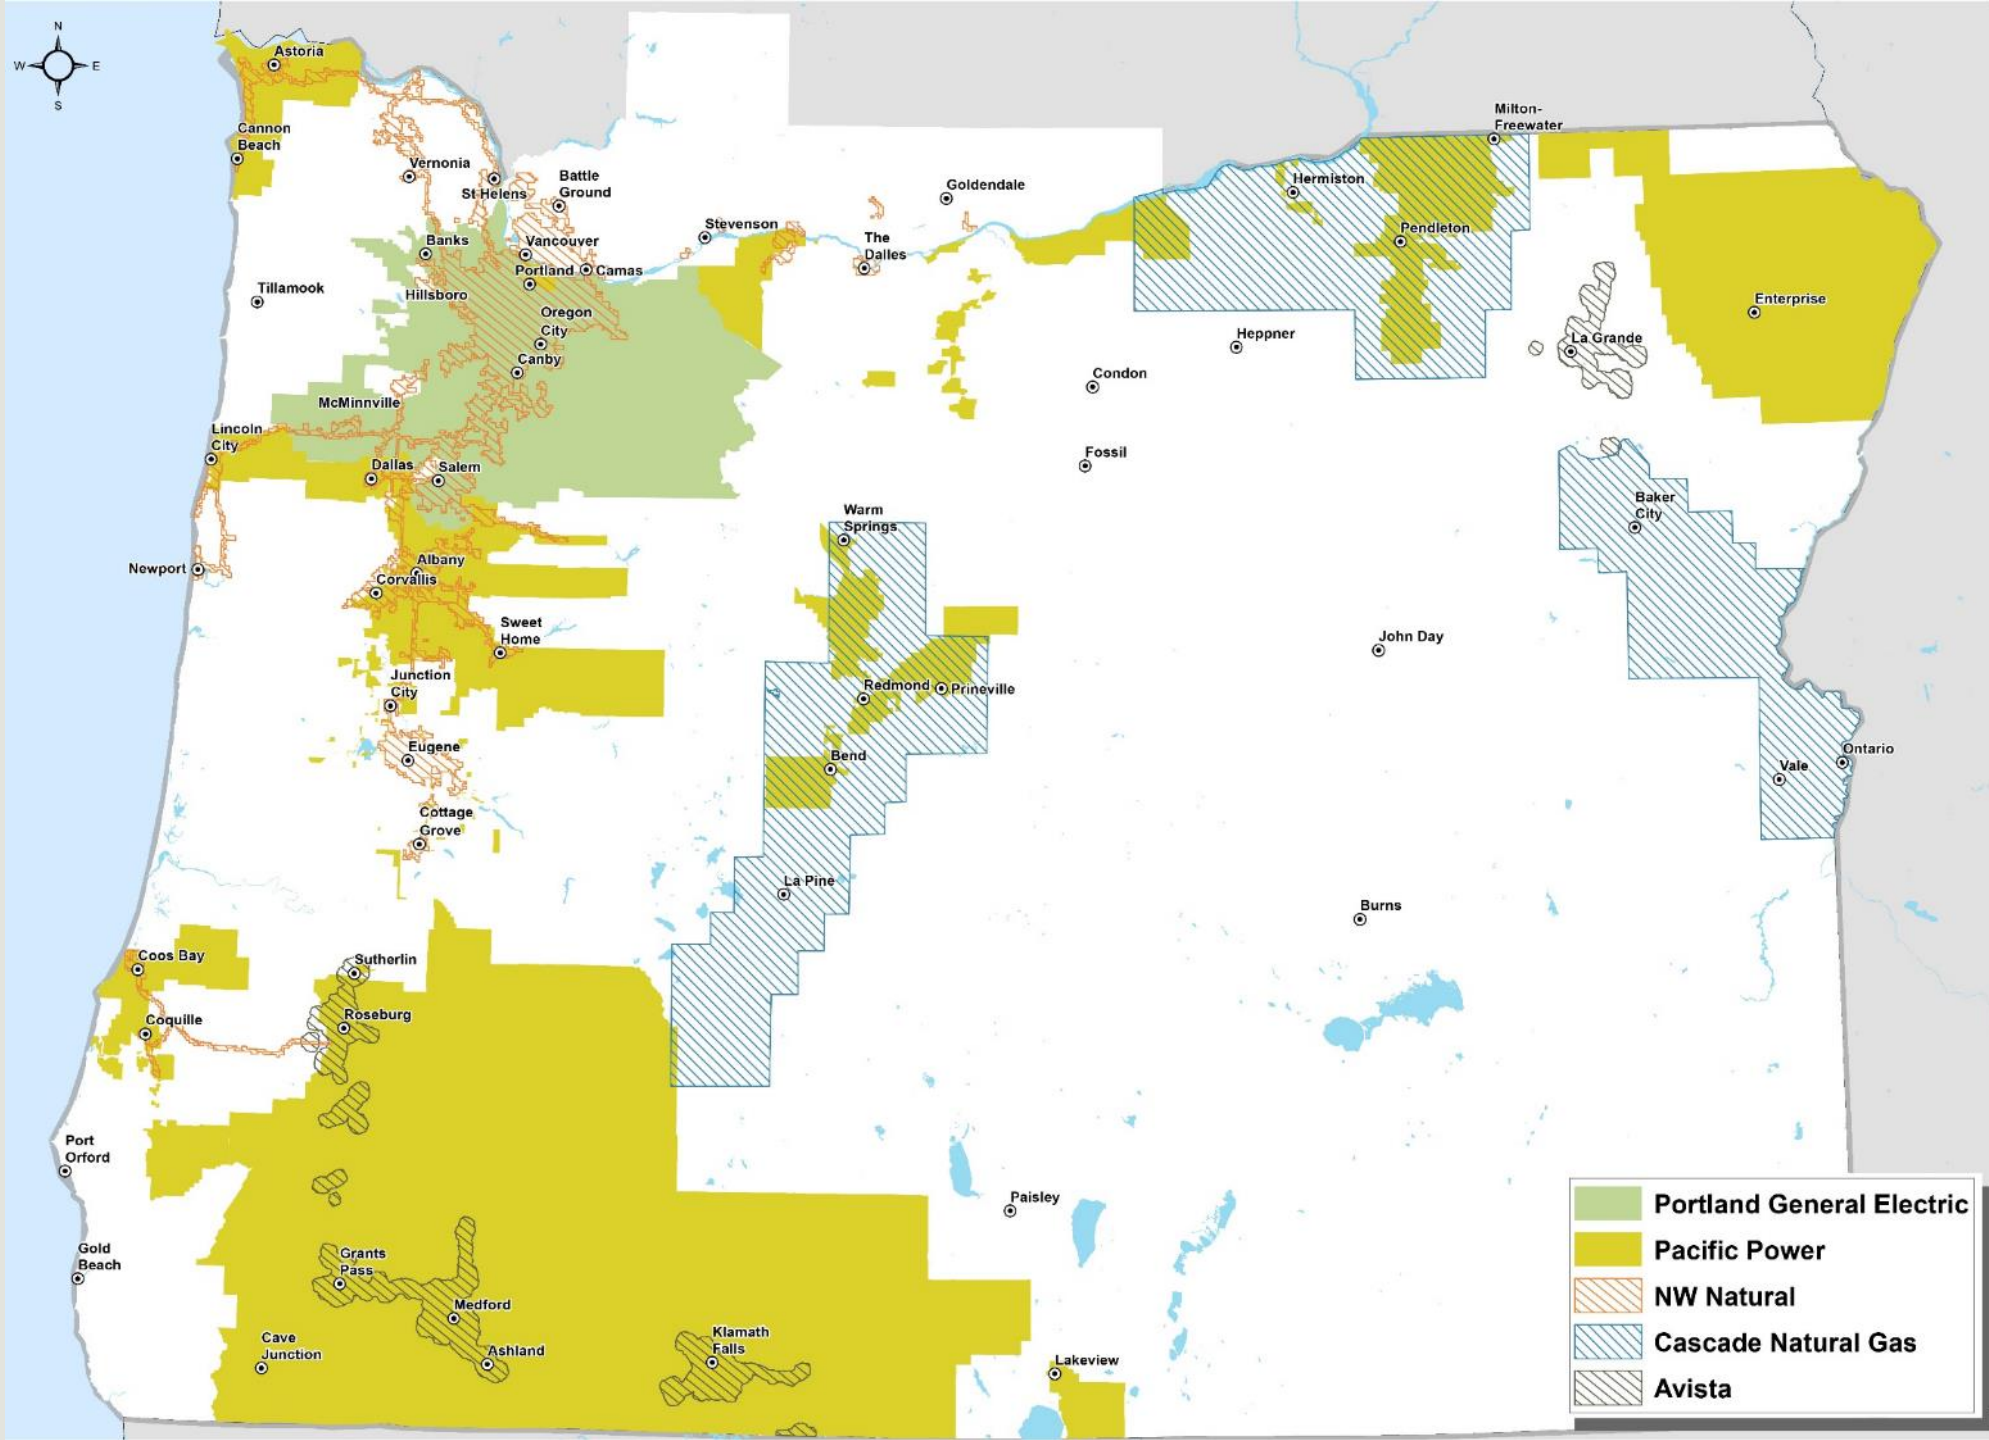 N
W
E
S
Astoria
Cannon
Beach
Vernonia
St Helens
Battle
Ground
Goldendale
Stevenson
The
Dalles
Milton-
Freewater
Hermiston
Pendleton
Banks
Vancouver
Portland
Camas
Hillsboro
Tillamook
Oregon
City
Canby
Heppner
La Grande
Enterprise
Condon
McMinnville
Lincoln
City
Dallas
Salem
Fossil
Warm
Springs
Baker
City
Newport
Albany
Corvallis
Sweet
Home
John Day
Junction
City
Redmond
Prineville
Eugene
Bend
Ontario
Vale
Cottage
Grove
La Pine
Burns
Coos Bay
Sutherlin
Coquille
Roseburg
Port
Orford
Paisley
Gold
Beach
Grants
Pass
Medford
Cave
Junction
Ashland
Klamath
Falls
Lakeview
Portland General Electric
Pacific Power
NW Natural
Cascade Natural Gas
Avista